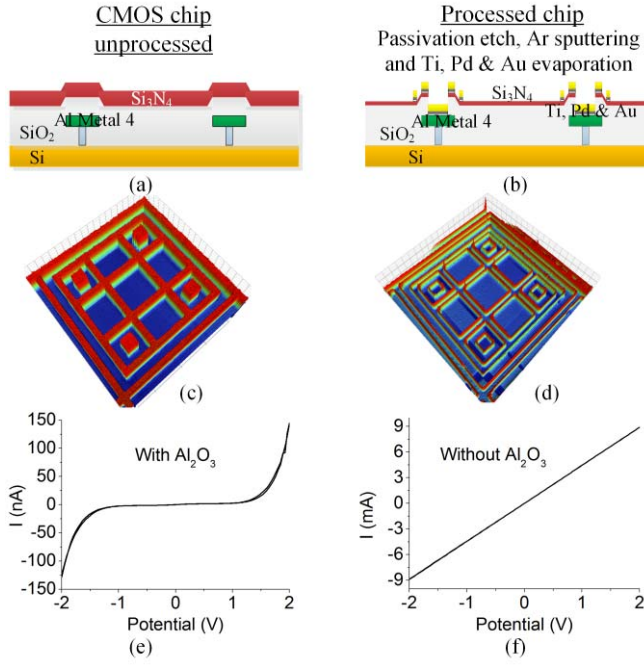 CMOS chip
unprocessed
Si₃N₄
Al Metal 4
SiO₂
Si
(a)
Processed chip
Passivation etch, Ar sputtering
and Ti, Pd & Au evaporation
Si₃N₄
Al Metal 4
Ti, Pd & Au
SiO₂
Si
(b)
(c)
(d)
I (nA)
150
100
50
0
-50
-100
-150
With Al₂O₃
-2
-1
0
1
2
Potential (V)
(e)
I (mA)
9
6
3
0
-3
-6
-9
Without Al₂O₃
-2
-1
0
1
2
Potential (V)
(f)